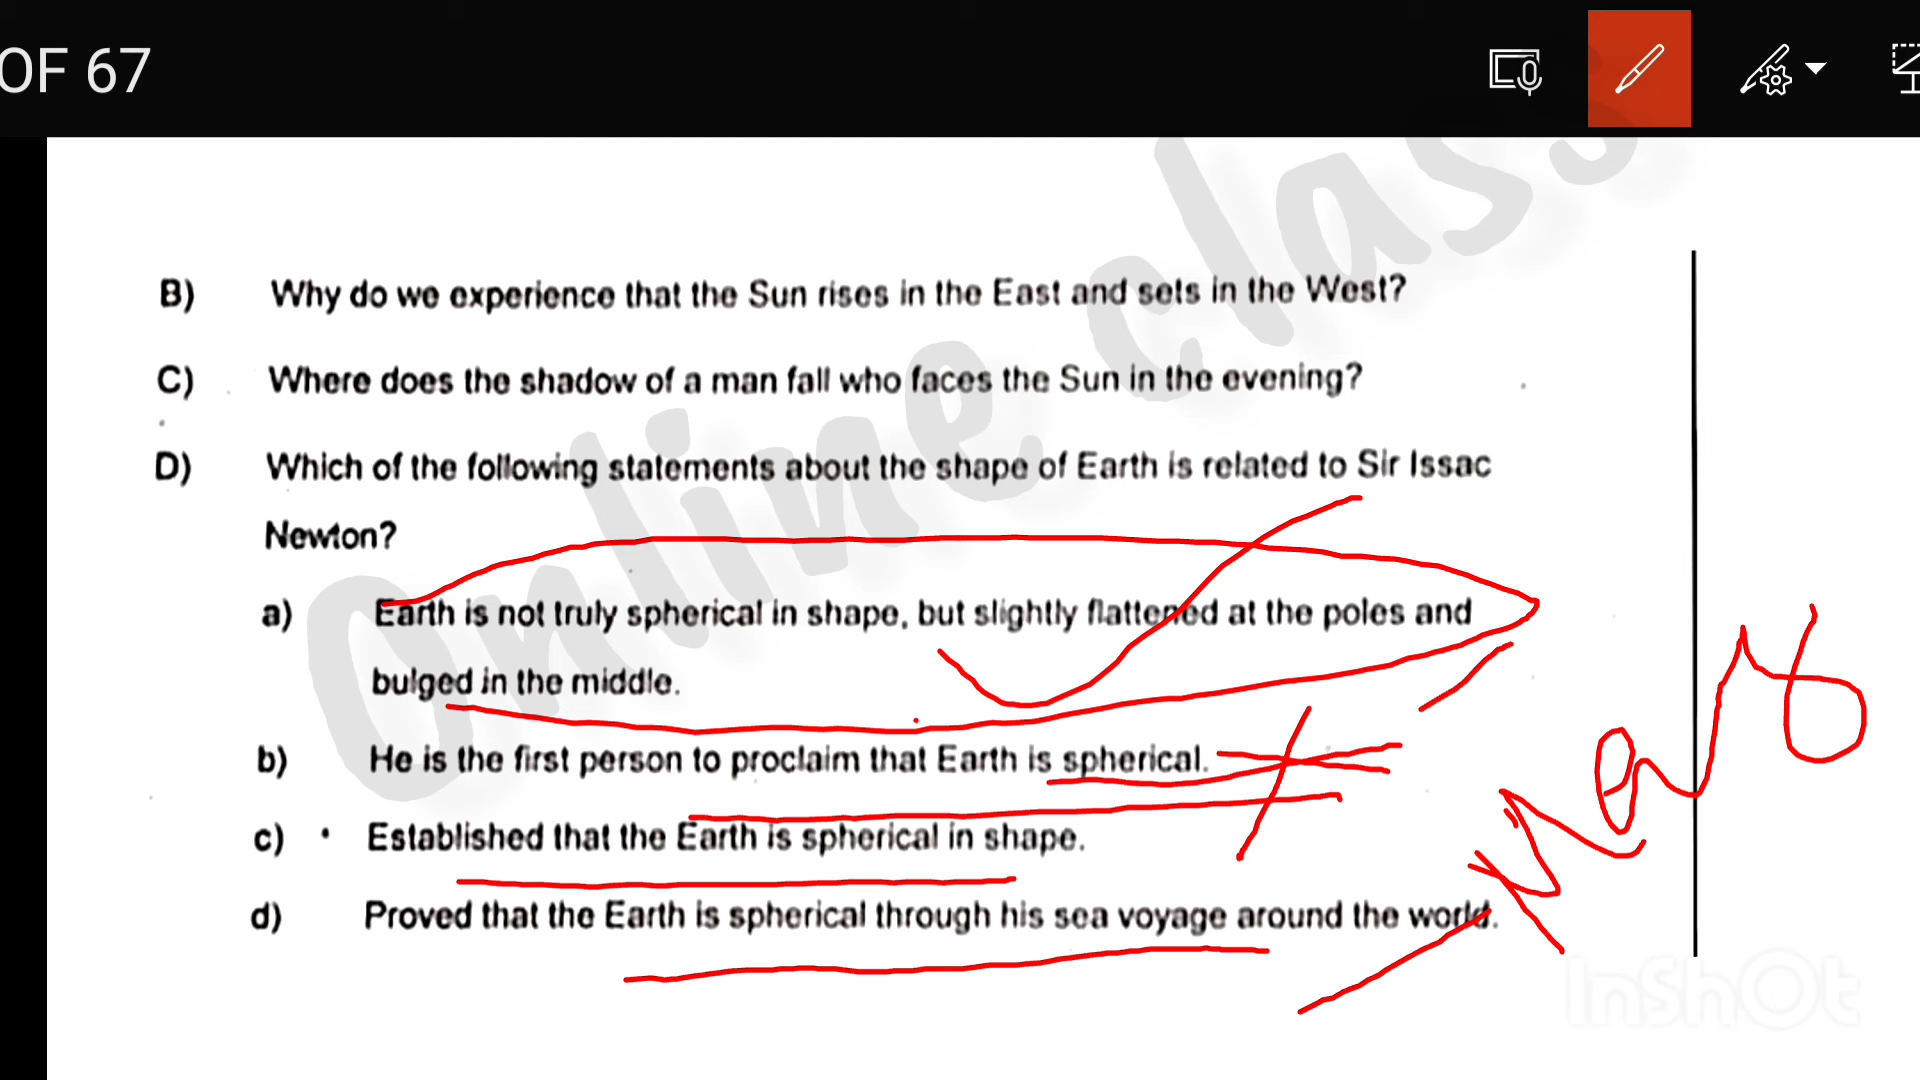 OF 67
Online class
B) Why do we experience that the Sun rises in the East and sets in the West?
C) Where does the shadow of a man fall who faces the Sun in the evening?
D) Which of the following statements about the shape of Earth is related to Sir Issac
Newton?
a) Earth is not truly spherical in shape, but slightly flattened at the poles and
bulged in the middle.
b) He is the first person to proclaim that Earth is spherical.
c) Established that the Earth is spherical in shape.
d) Proved that the Earth is spherical through his sea voyage around the world.
InShOt